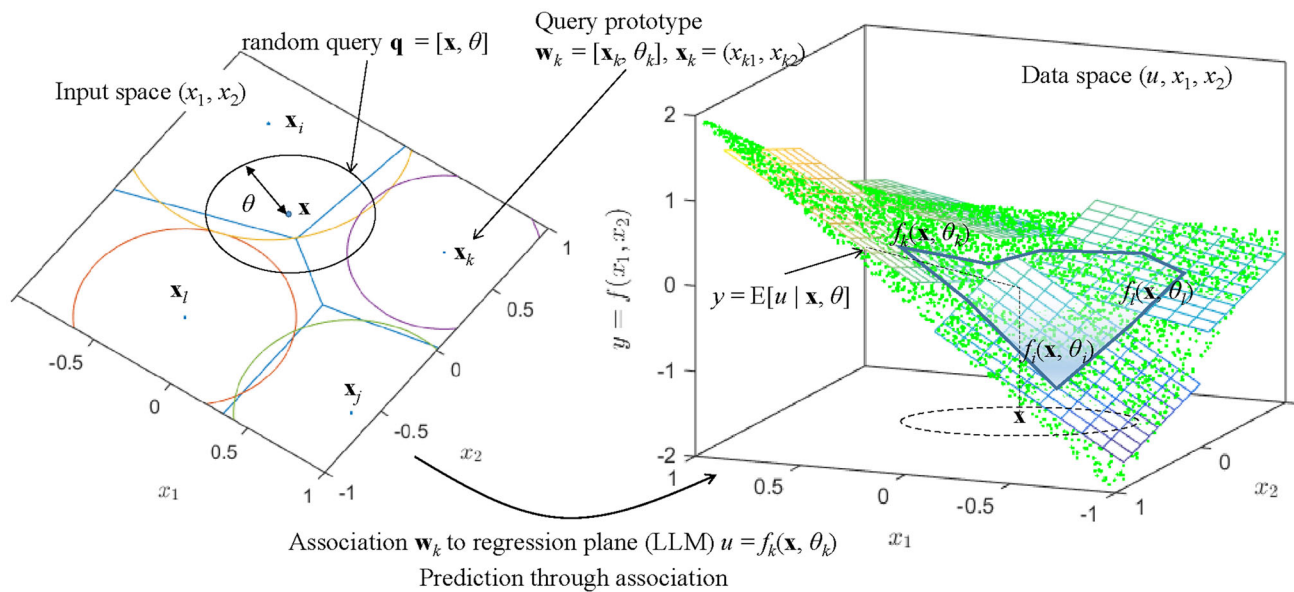 Query prototype
random query q = [x, θ]
w_k = [x_k, θ_k], x_k = (x_k1, x_k2)
Input space (x_1, x_2)
Data space (u, x_1, x_2)
x_i
θ
x
x_k
x_l
x_j
-0.5
0
0.5
1
x_1
-1
-0.5
0
0.5
1
x_2
y = f (x_1, x_2)
2
1
0
-1
-2
f_k(x, θ_k)
y = E[u | x, θ]
f_l(x, θ_l)
f_i(x, θ_i)
x
1
0.5
0
-0.5
-1
x_1
1
0
x_2
Association w_k to regression plane (LLM) u = f_k(x, θ_k)
Prediction through association